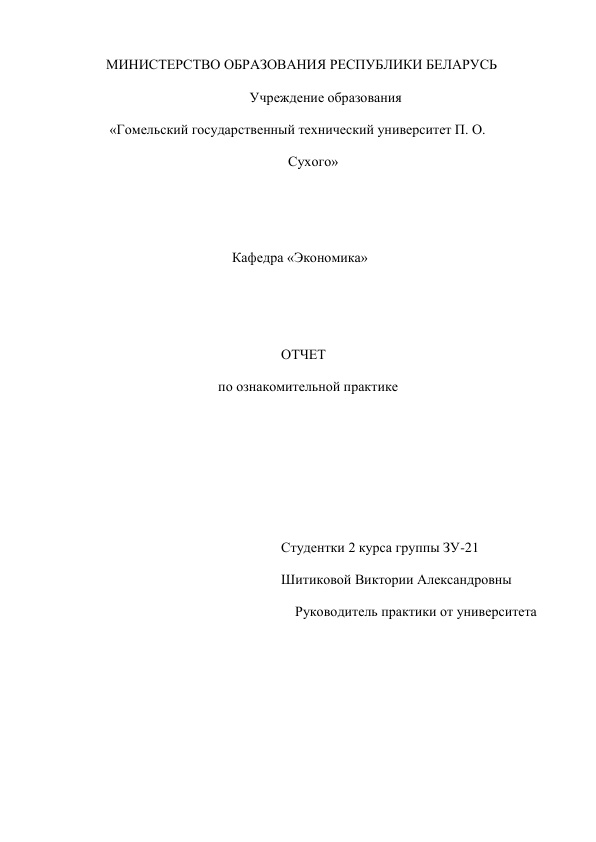 МИНИСТЕРСТВО ОБРАЗОВАНИЯ РЕСПУБЛИКИ БЕЛАРУСЬ
Учреждение образования
«Гомельский государственный технический университет П. О.
Сухого»
Кафедра «Экономика»
ОТЧЕТ
по ознакомительной практике
Студентки 2 курса группы ЗУ-21
Шитиковой Виктории Александровны
Руководитель практики от университета